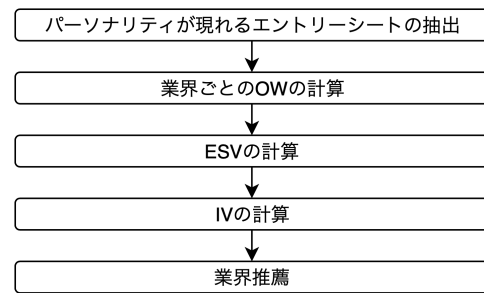 パーソナリティが現れるエントリーシートの抽出
業界ごとのOWの計算
ESVの計算
IVの計算
業界推薦